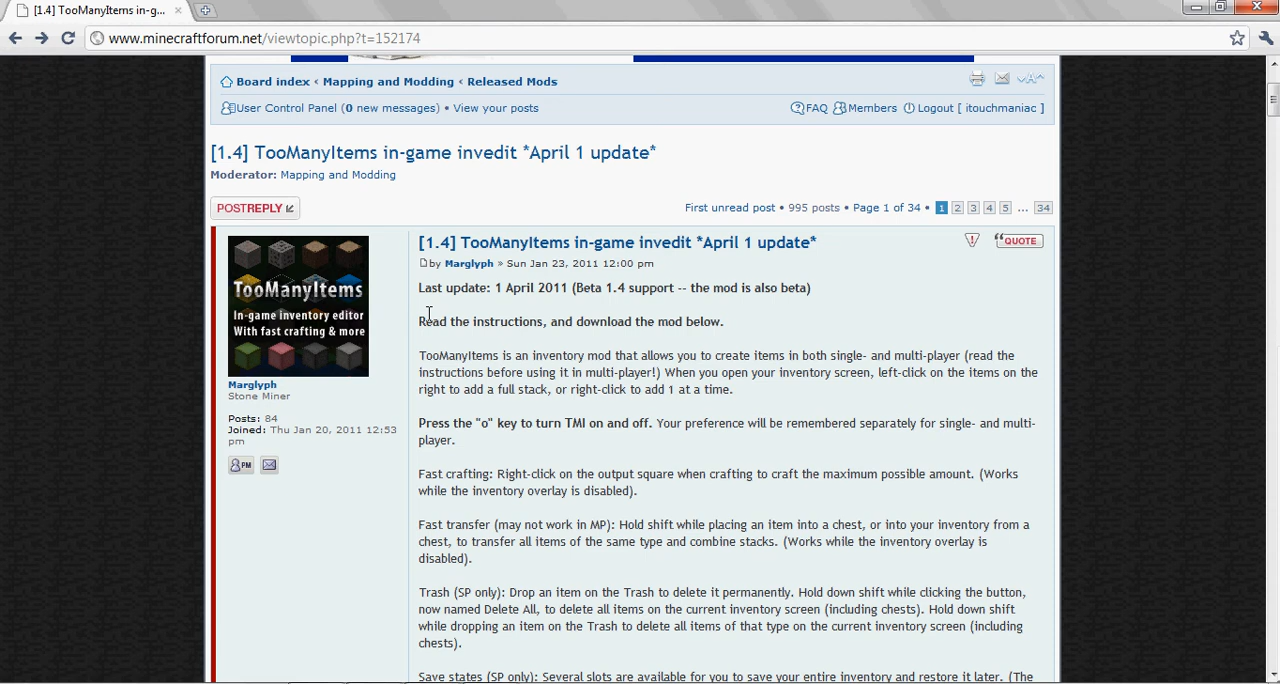 [1.4] TooManyItems in-g...
www.minecraftforum.net/viewtopic.php?t=152174
Board index ‹ Mapping and Modding ‹ Released Mods
User Control Panel (0 new messages) • View your posts
FAQ Members Logout [ itouchmaniac ]
[1.4] TooManyItems in-game invedit *April 1 update*
Moderator: Mapping and Modding
POSTREPLY
First unread post • 995 posts • Page 1 of 34 • 1 2 3 4 5 ... 34
TooManyItems
In-game inventory editor
With fast crafting & more
Marglyph
Stone Miner
Posts: 84
Joined: Thu Jan 20, 2011 12:53
pm
PM
[1.4] TooManyItems in-game invedit *April 1 update*
QUOTE
by Marglyph » Sun Jan 23, 2011 12:00 pm
Last update: 1 April 2011 (Beta 1.4 support -- the mod is also beta)
Read the instructions, and download the mod below.
TooManyItems is an inventory mod that allows you to create items in both single- and multi-player (read the
instructions before using it in multi-player!) When you open your inventory screen, left-click on the items on the
right to add a full stack, or right-click to add 1 at a time.
Press the "o" key to turn TMI on and off. Your preference will be remembered separately for single- and multi-
player.
Fast crafting: Right-click on the output square when crafting to craft the maximum possible amount. (Works
while the inventory overlay is disabled).
Fast transfer (may not work in MP): Hold shift while placing an item into a chest, or into your inventory from a
chest, to transfer all items of the same type and combine stacks. (Works while the inventory overlay is
disabled).
Trash (SP only): Drop an item on the Trash to delete it permanently. Hold down shift while clicking the button,
now named Delete All, to delete all items on the current inventory screen (including chests). Hold down shift
while dropping an item on the Trash to delete all items of that type on the current inventory screen (including
chests).
Save states (SP only): Several slots are available for you to save your entire inventory and restore it later. (The